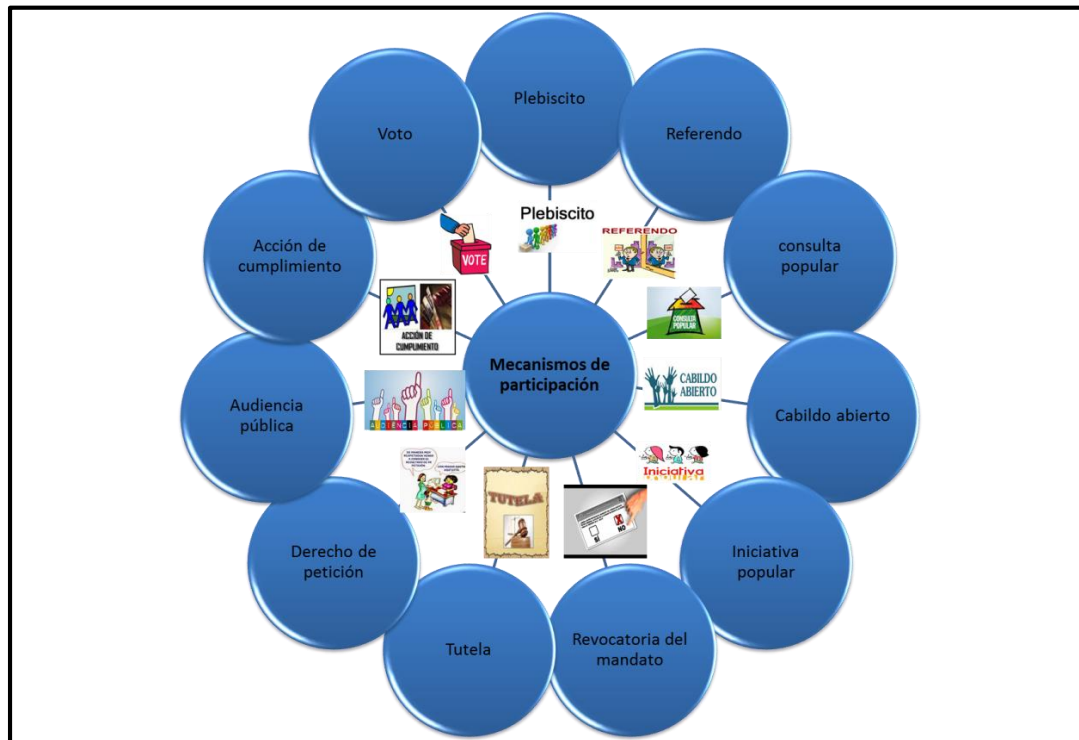 Plebiscito
Referendo
consulta
popular
Cabildo abierto
Iniciativa
popular
Revocatoria del
mandato
Tutela
Derecho de
petición
Audiencia
pública
Acción de
cumplimiento
Voto
Mecanismos de
participación
VOTE
Plebiscito
REFERENDO
CONSULTA
POPULAR
CABILDO
ABIERTO
Iniciativa
SI
NO
TUTELA
AUDIENCIA PÚBLICA
ACCIÓN DE
CUMPLIMIENTO